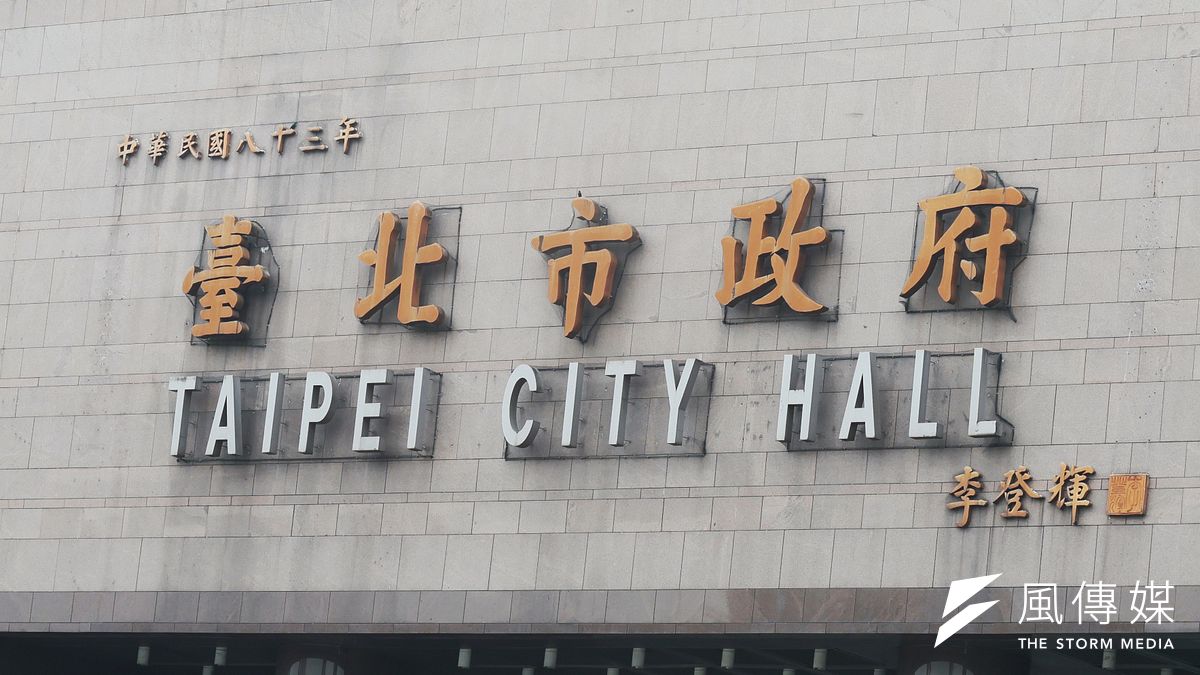 中華民國八十三年
臺北市政府
TAIPEI CITY HALL
李登輝
風傳媒
THE STORM MEDIA